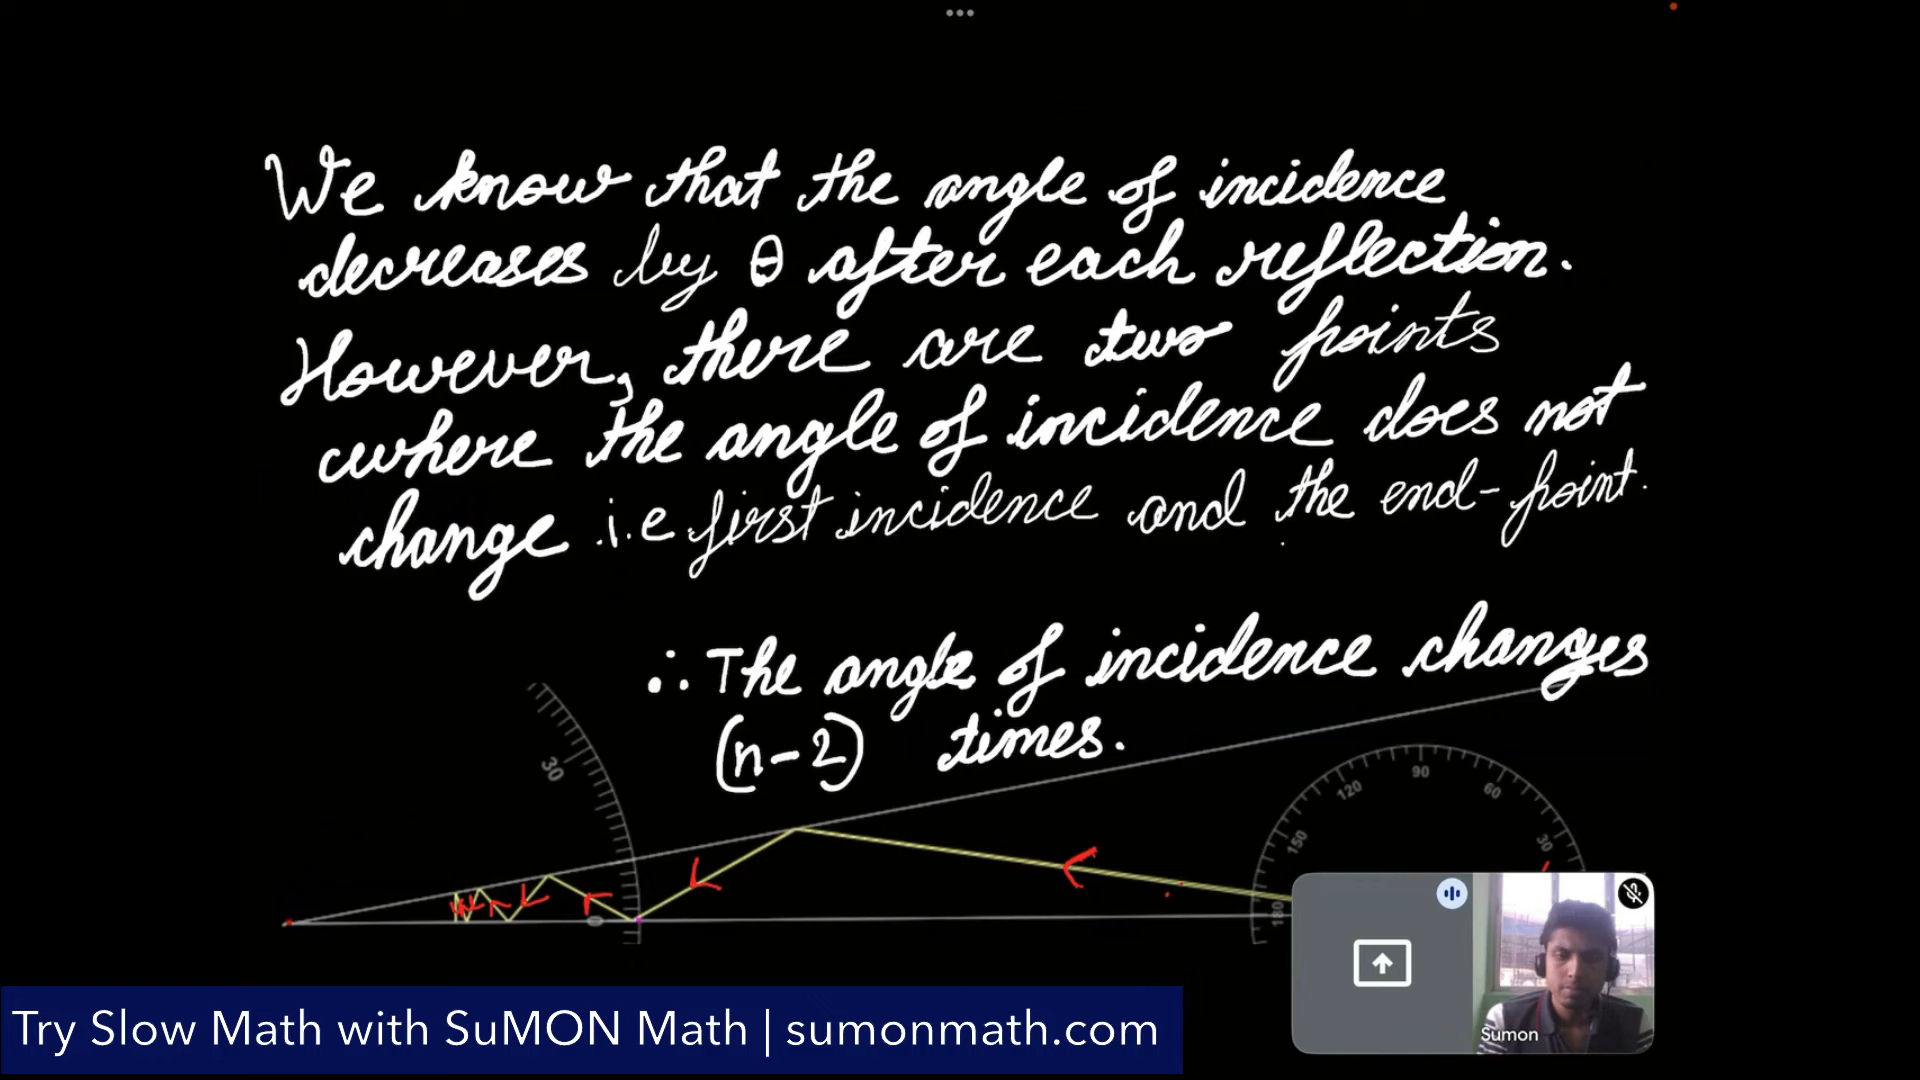 We know that the angle of incidence
decreases by θ after each reflection.
However, there are two points
where the angle of incidence does not
change i.e first incidence and the end-point.
∴ The angle of incidence changes
(n-2) times.
30
0
180
150
120
90
60
30
Sumon
Try Slow Math with SuMON Math | sumonmath.com